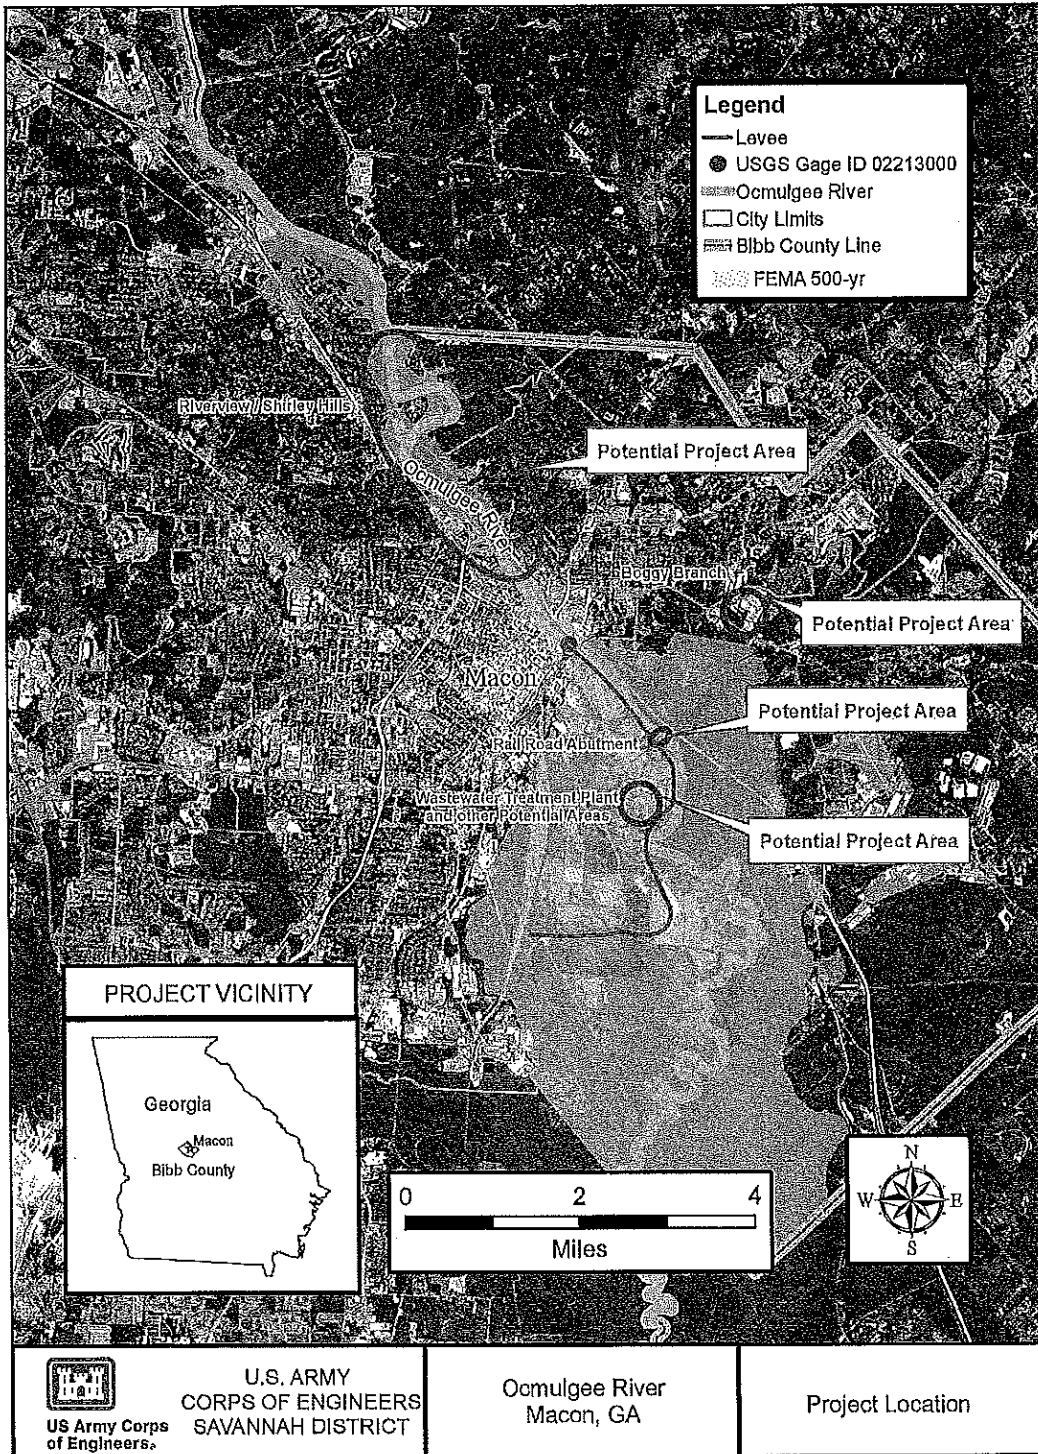 Legend
Levee
USGS Gage ID 02213000
Ocmulgee River
City Limits
Bibb County Line
FEMA 500-yr
Riverview / Shirley Hills
Potential Project Area
Ocmulgee River
Boggy Branch
Potential Project Area
Macon
Potential Project Area
Rail Road Abutment
Wastewater Treatment Plant
and other Potential Areas
Potential Project Area
PROJECT VICINITY
Georgia
Macon
Bibb County
0 2 4
Miles
N
W E
S
US Army Corps
of Engineers®
U.S. ARMY
CORPS OF ENGINEERS
SAVANNAH DISTRICT
Ocmulgee River
Macon, GA
Project Location